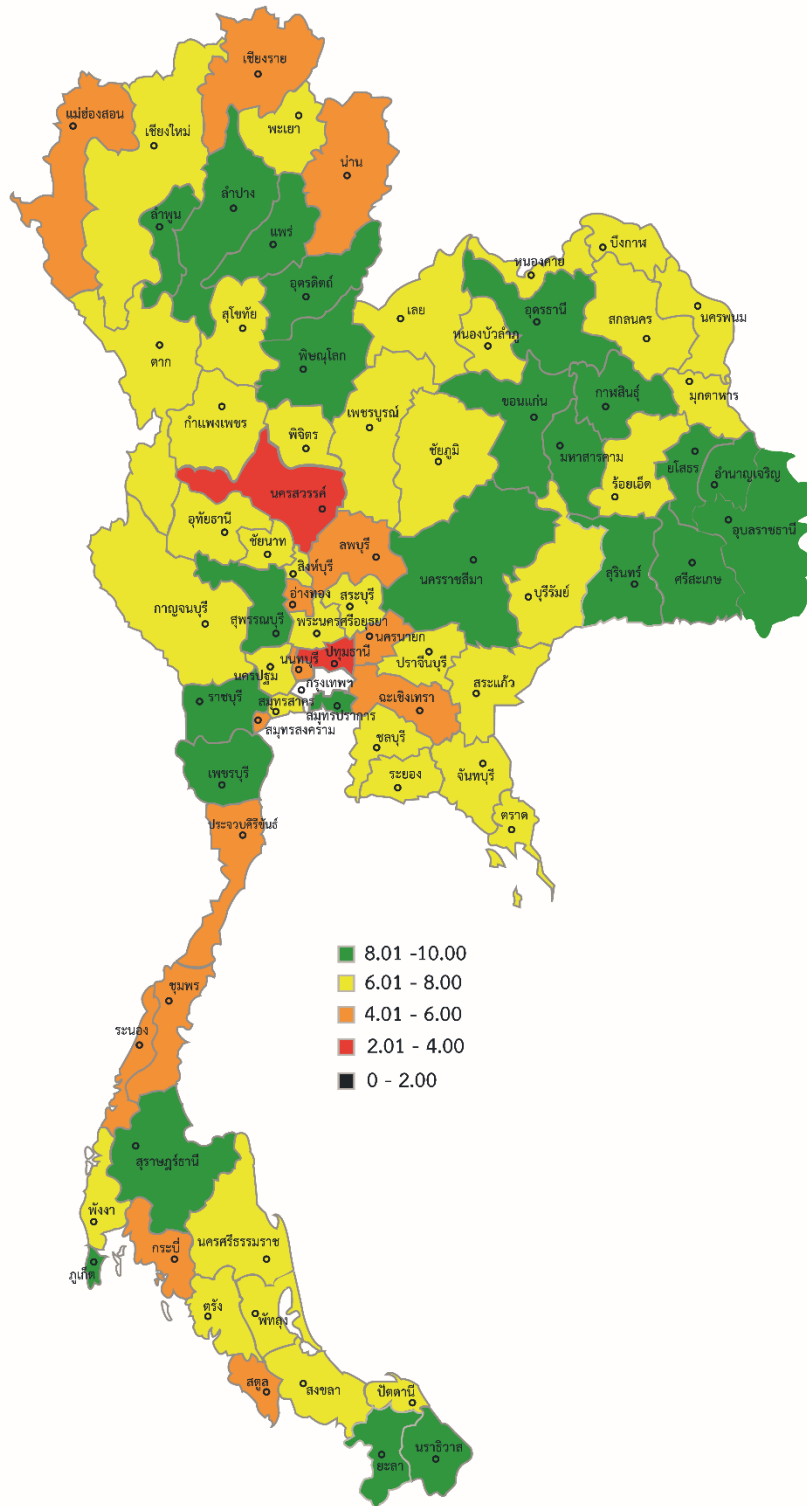 เชียงราย
แม่ฮ่องสอน
พะเยา
เชียงใหม่
น่าน
ลำปาง
ลำพูน
แพร่
บึงกาฬ
หนองคาย
อุตรดิตถ์
อุดรธานี
สุโขทัย
เลย
สกลนคร
นครพนม
หนองบัวลำภู
ตาก
พิษณุโลก
มุกดาหาร
กาฬสินธุ์
ขอนแก่น
เพชรบูรณ์
กำแพงเพชร
พิจิตร
ชัยภูมิ
มหาสารคาม
ยโสธร
อำนาญเจริญ
ร้อยเอ็ด
นครสวรรค์
อุทัยธานี
อุบลราชธานี
ชัยนาท
ลพบุรี
สิงห์บุรี
นครราชสีมา
สุรินทร์
ศรีสะเกษ
อ่างทอง
สระบุรี
บุรีรัมย์
กาญจนบุรี
สุพรรณบุรี
พระนครศรีอยุธยา
นครนายก
ปทุมธานี
นนทบุรี
ปราจีนบุรี
นครปฐม
กรุงเทพฯ
สระแก้ว
ราชบุรี
สมุทรสาคร
สมุทรปราการ
ฉะเชิงเทรา
สมุทรสงคราม
ชลบุรี
เพชรบุรี
ระยอง
จันทบุรี
ตราด
ประจวบคีรีขันธ์
8.01 -10.00
6.01 - 8.00
4.01 - 6.00
2.01 - 4.00
0 - 2.00
ชุมพร
ระนอง
สุราษฎร์ธานี
พังงา
ภูเก็ต
กระบี่
นครศรีธรรมราช
ตรัง
พัทลุง
สตูล
สงขลา
ปัตตานี
ยะลา
นราธิวาส